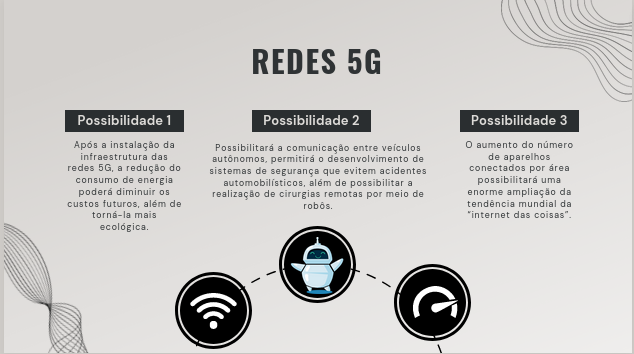 REDES 5G
Possibilidade 1
Após a instalação da
infraestrutura das
redes 5G, a redução do
consumo de energia
poderá diminuir os
custos futuros, além de
torná-la mais
ecológica.
Possibilidade 2
Possibilitará a comunicação entre veículos
autônomos, permitirá o desenvolvimento de
sistemas de segurança que evitem acidentes
automobilísticos, além de possibilitar a
realização de cirurgias remotas por meio de
robôs.
Possibilidade 3
O aumento do número
de aparelhos
conectados por área
possibilitará uma
enorme ampliação da
tendência mundial da
"internet das coisas".